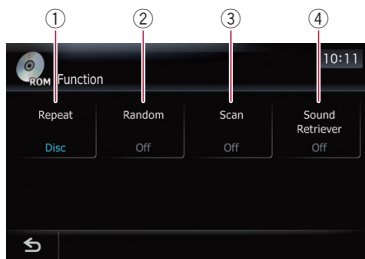 ① ② ③ ④
10:11
ROM Function
Repeat Random Scan Sound Retriever
Disc Off Off Off